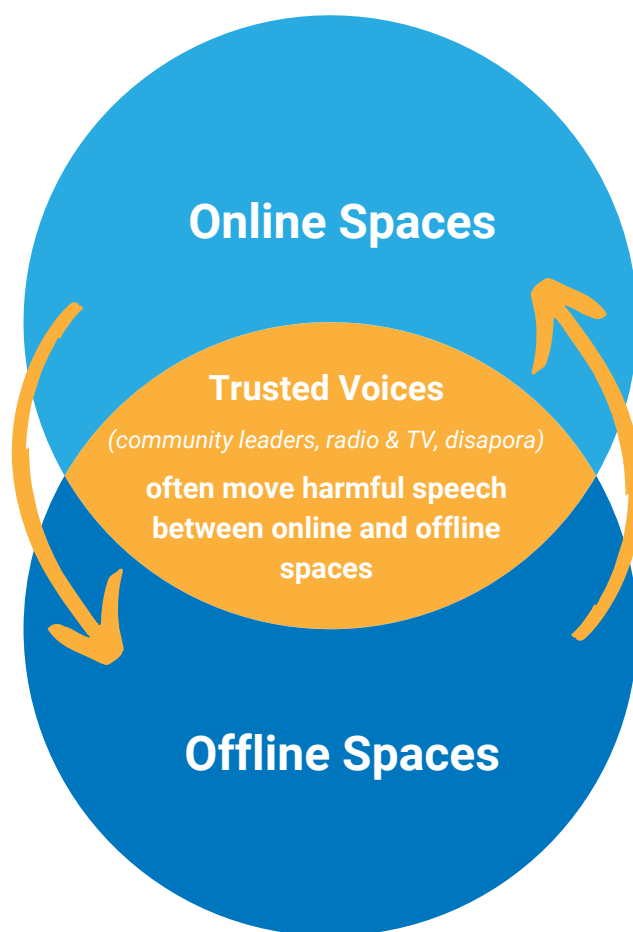 Online Spaces
Trusted Voices
(community leaders, radio & TV, disapora)
often move harmful speech
between online and offline
spaces
Offline Spaces